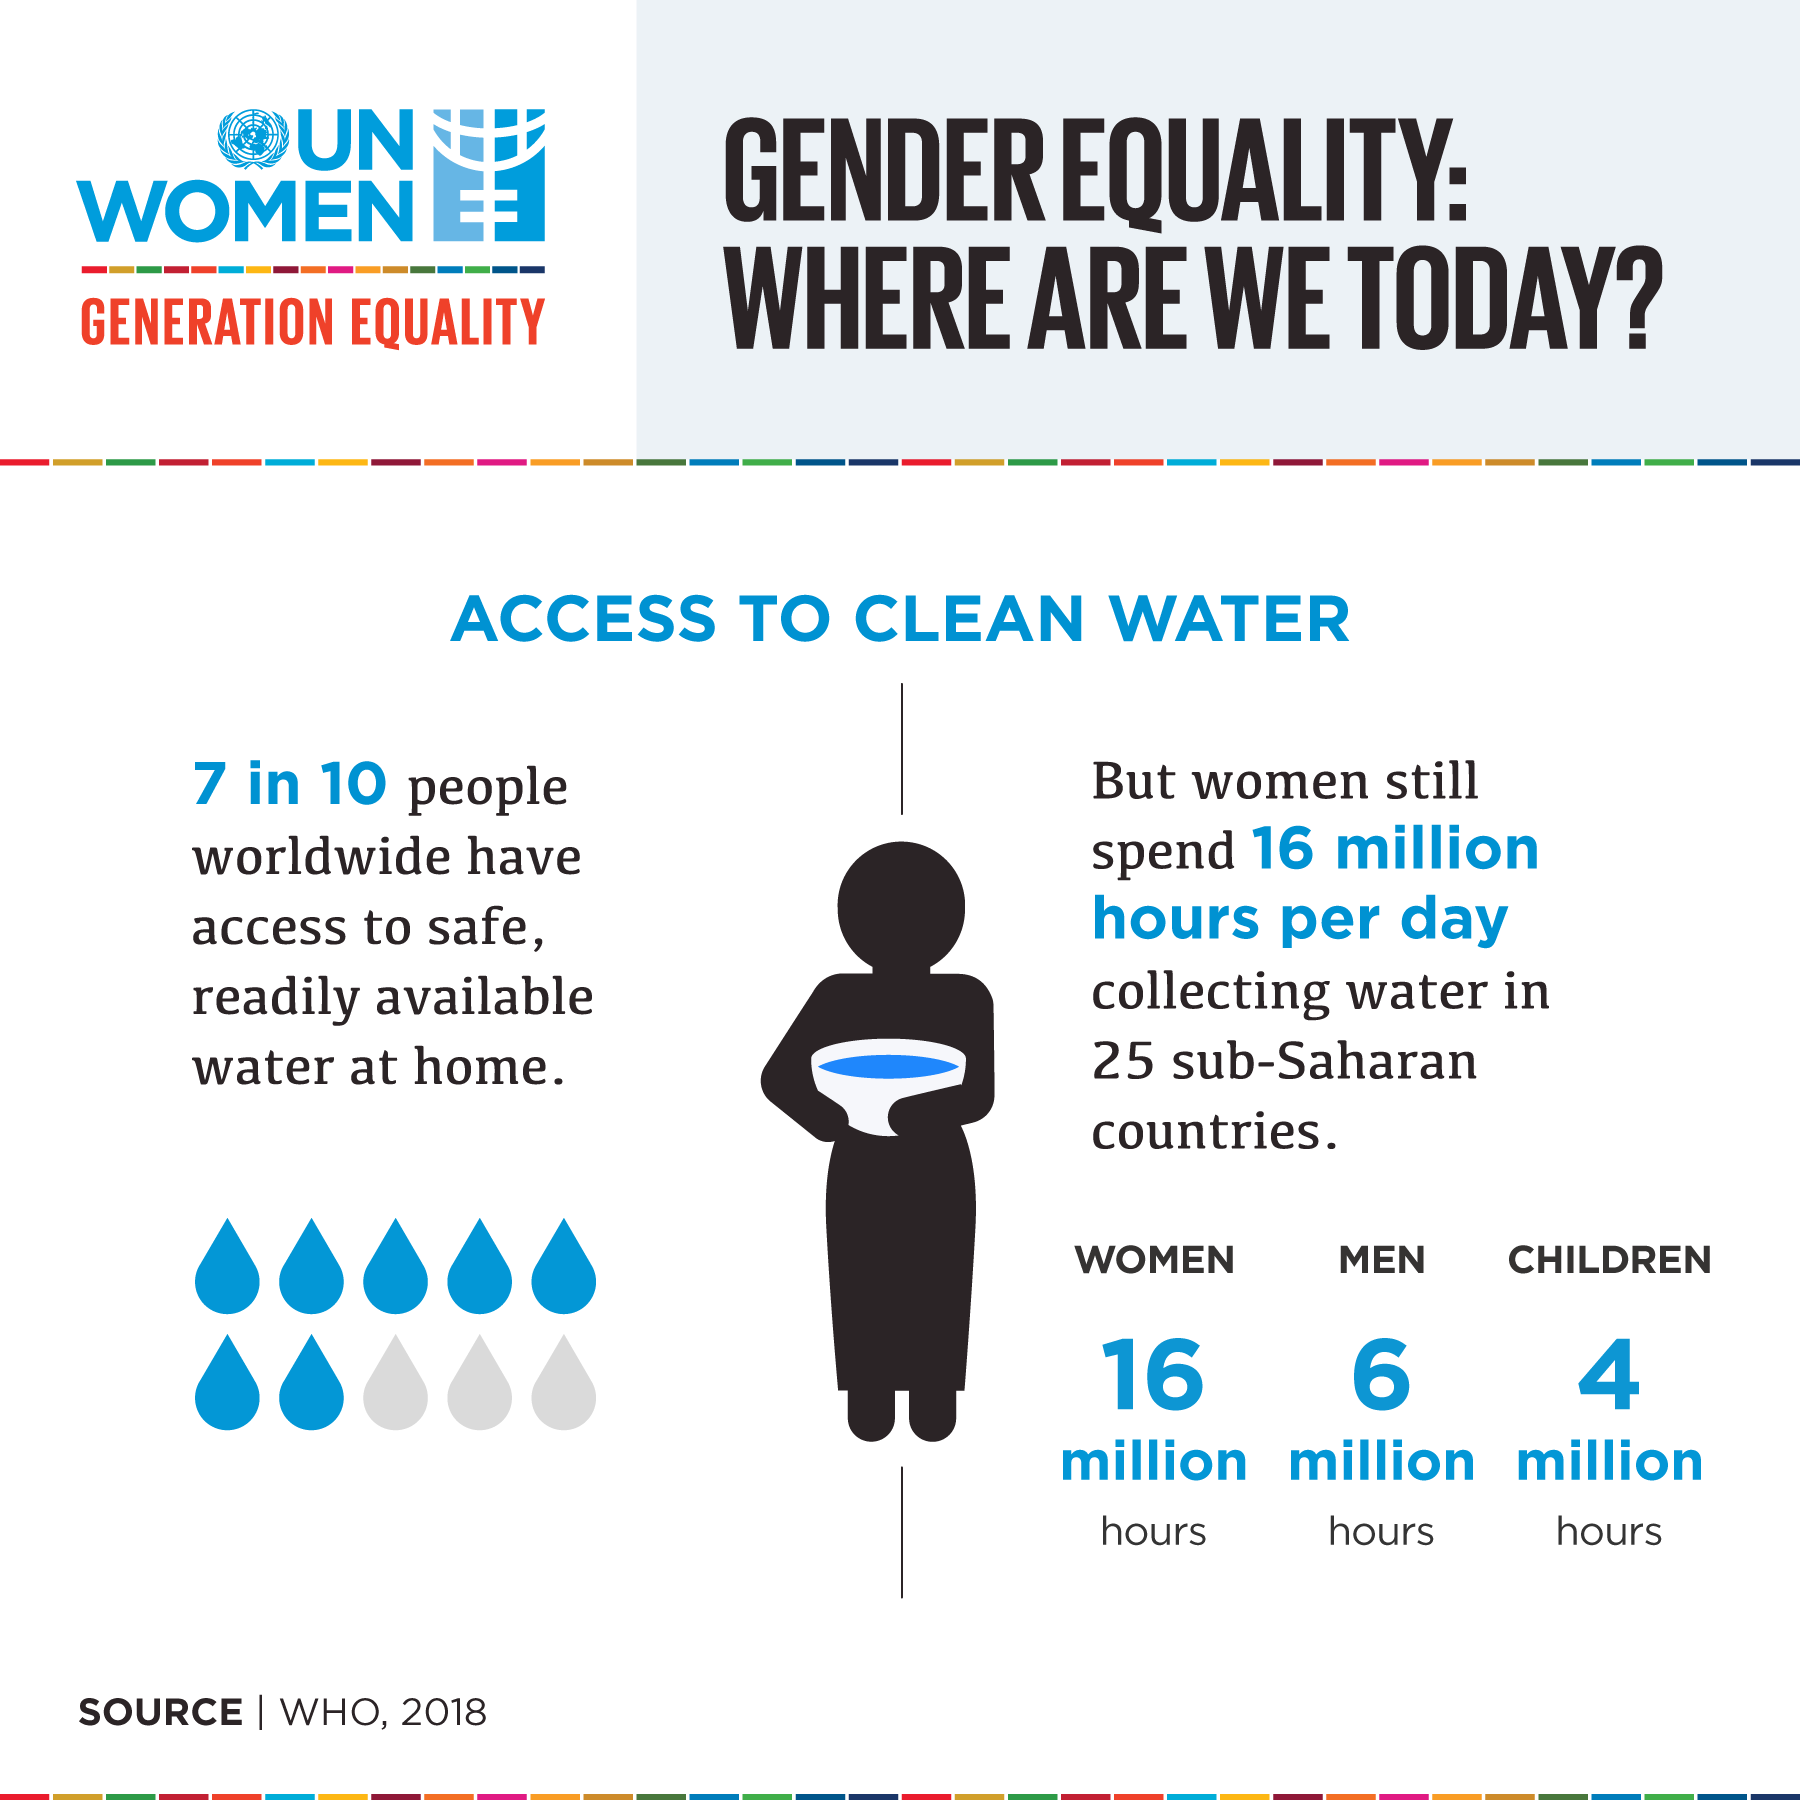 UN
WOMEN
GENERATION EQUALITY
GENDER EQUALITY:
WHERE ARE WE TODAY?
ACCESS TO CLEAN WATER
7 in 10 people
worldwide have
access to safe,
readily available
water at home.
But women still
spend 16 million
hours per day
collecting water in
25 sub-Saharan
countries.
WOMEN MEN CHILDREN
16 6 4
million million million
hours hours hours
SOURCE | WHO, 2018